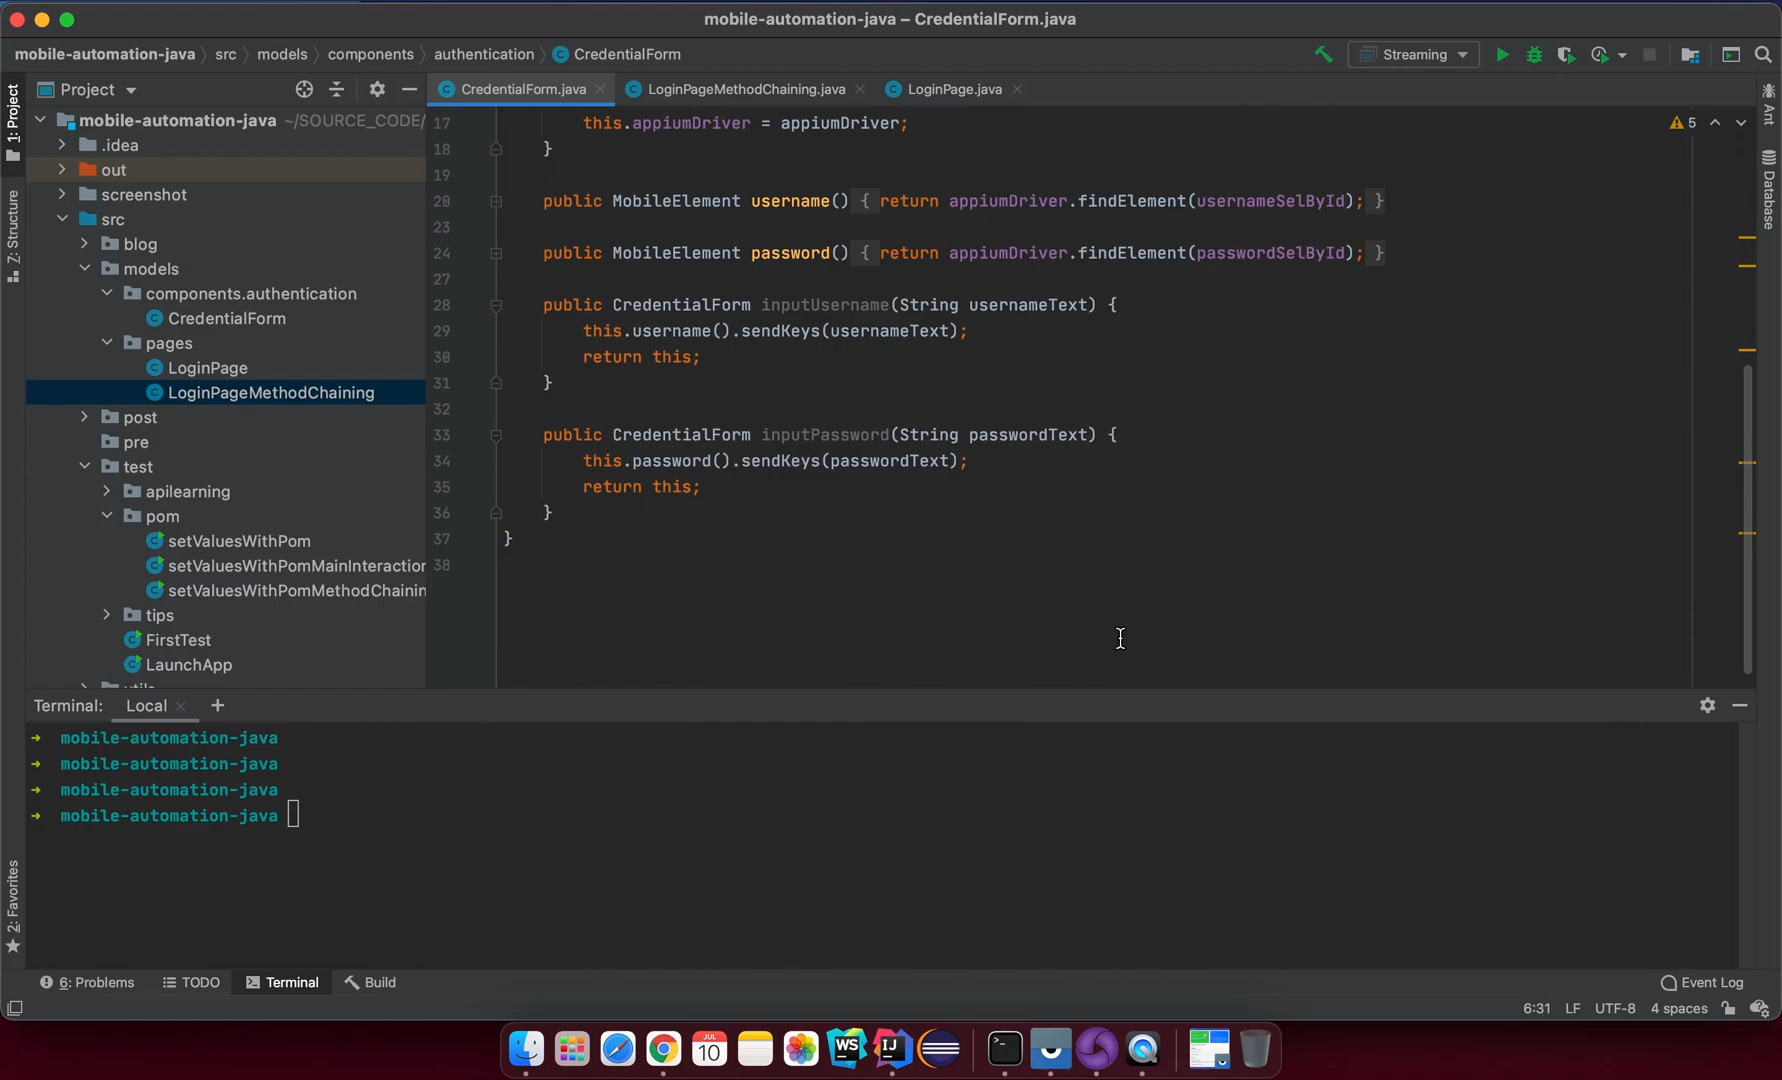 mobile-automation-java – CredentialForm.java
mobile-automation-java src models components authentication CredentialForm
Streaming
Project
CredentialForm.java LoginPageMethodChaining.java LoginPage.java
1: Project
Z: Structure
2: Favorites
Ant
Database
mobile-automation-java ~/SOURCE_CODE/
.idea
out
screenshot
src
blog
models
components.authentication
CredentialForm
pages
LoginPage
LoginPageMethodChaining
post
pre
test
apilearning
pom
setValuesWithPom
setValuesWithPomMainInteraction
setValuesWithPomMethodChainin
tips
FirstTest
LaunchApp
5
17 this.appiumDriver = appiumDriver;
18 }
19
20 public MobileElement username() { return appiumDriver.findElement(usernameSelById); }
23
24 public MobileElement password() { return appiumDriver.findElement(passwordSelById); }
27
28 public CredentialForm inputUsername(String usernameText) {
29 this.username().sendKeys(usernameText);
30 return this;
31 }
32
33 public CredentialForm inputPassword(String passwordText) {
34 this.password().sendKeys(passwordText);
35 return this;
36 }
37 }
38
Terminal: Local
mobile-automation-java
mobile-automation-java
mobile-automation-java
mobile-automation-java
6: Problems TODO Terminal Build Event Log
6:31 LF UTF-8 4 spaces
JUL
10
WS
IJ